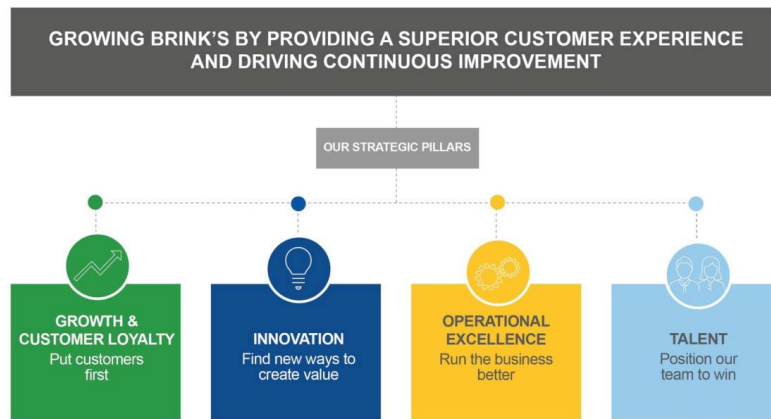 GROWING BRINK'S BY PROVIDING A SUPERIOR CUSTOMER EXPERIENCE
AND DRIVING CONTINUOUS IMPROVEMENT
OUR STRATEGIC PILLARS
GROWTH &
CUSTOMER LOYALTY
Put customers
first
INNOVATION
Find new ways to
create value
OPERATIONAL
EXCELLENCE
Run the business
better
TALENT
Position our
team to win